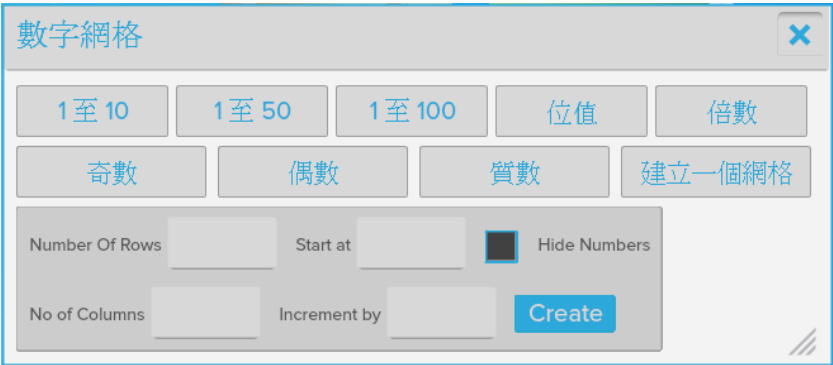 數字網格
1至10 1至50 1至100 位值 倍數
奇數 偶數 質數 建立一個網格
Number Of Rows Start at Hide Numbers
No of Columns Increment by Create